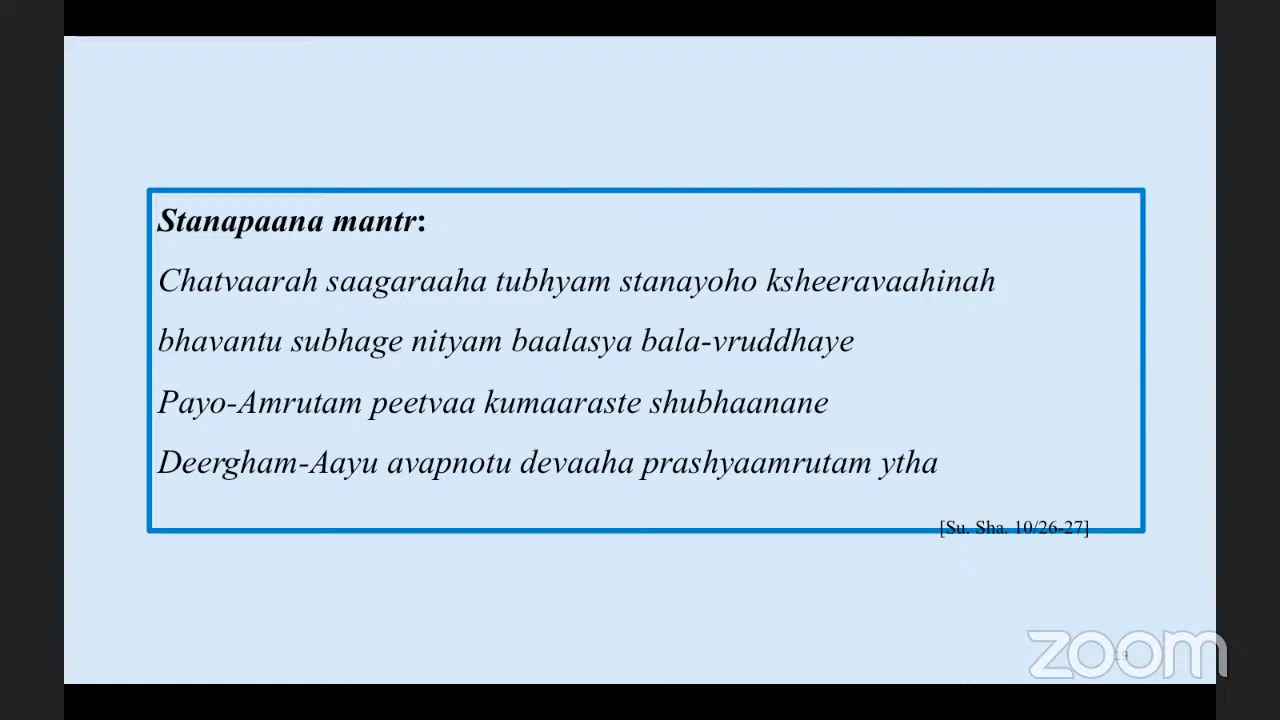 Stanapaana mantr:
Chatvaarah saagaraaha tubhyam stanayoho ksheeravaahinah
bhavantu subhage nityam baalasya bala-vruddhaye
Payo-Amrutam peetvaa kumaaraste shubhaanane
Deergham-Aayu avapnotu devaaha prashyaamrutam ytha
[Su. Sha. 10/26-27]
19
zoom